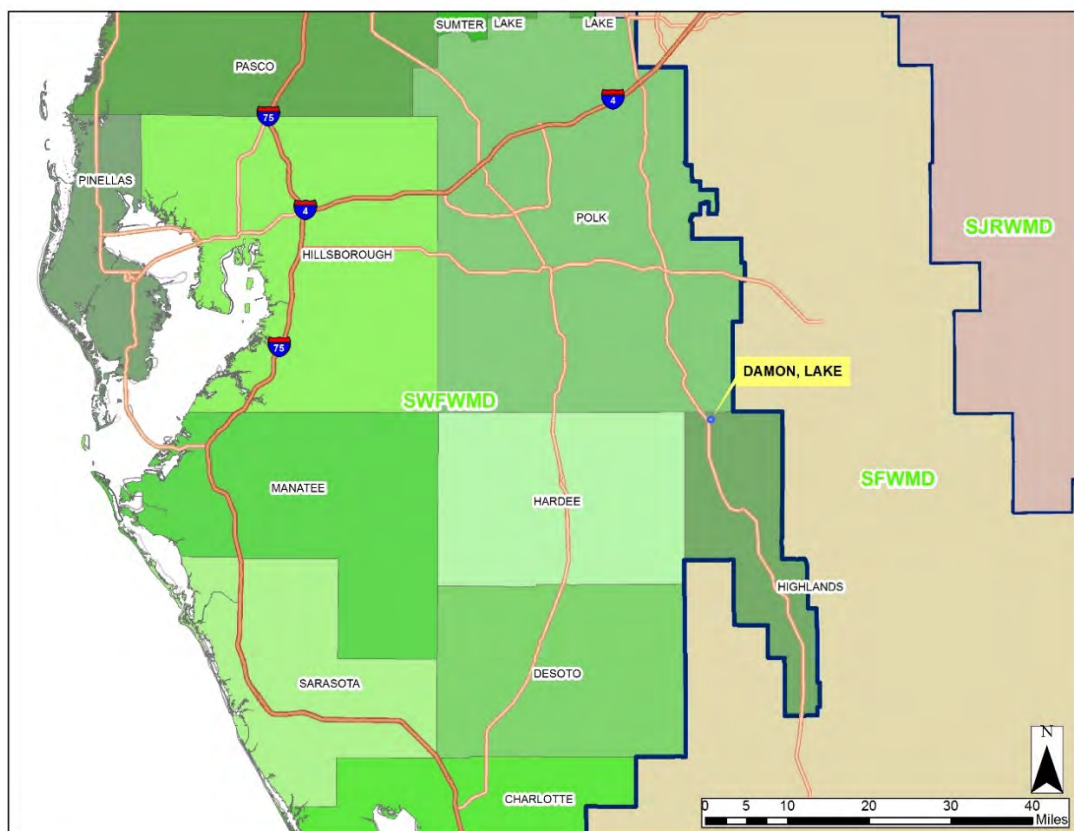 SUMTER
LAKE
LAKE
PASCO
4
75
PINELLAS
4
POLK
SJRWMD
HILLSBOROUGH
75
DAMON, LAKE
SWFWMD
SFWMD
MANATEE
HARDEE
HIGHLANDS
DESOTO
SARASOTA
N
CHARLOTTE
0 5 10 20 30 40
Miles